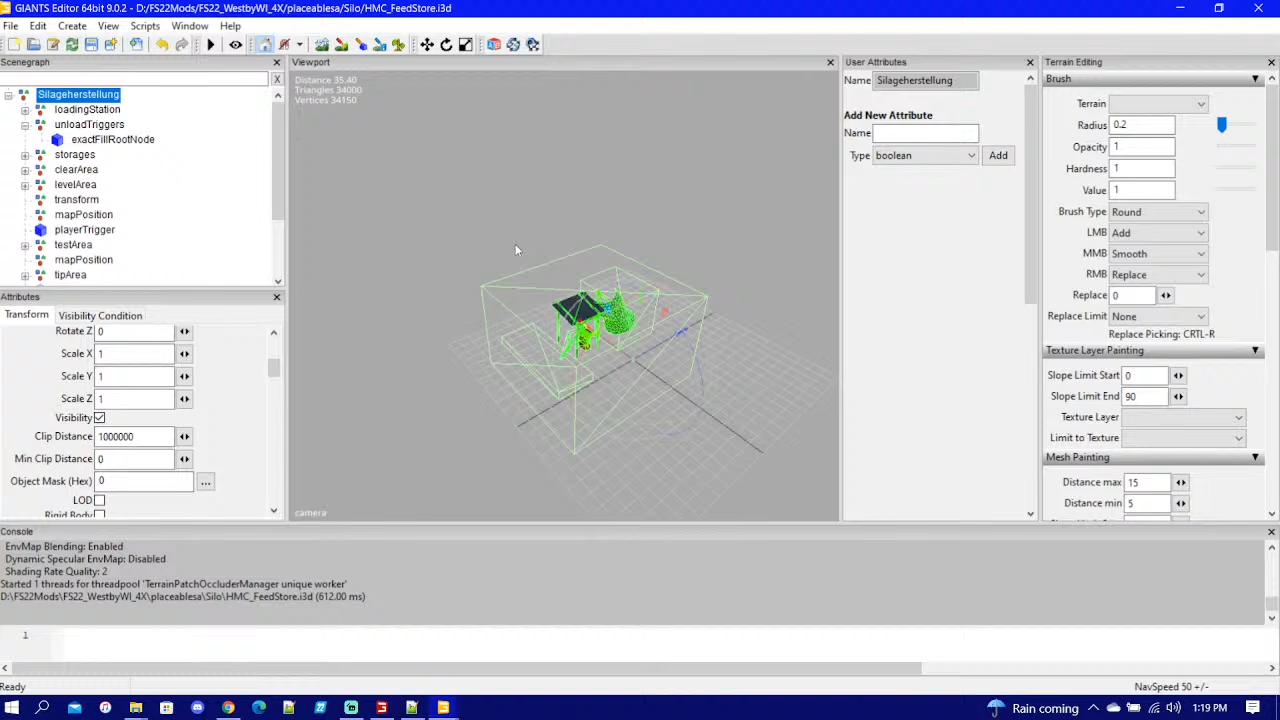 GIANTS Editor 64bit 9.0.2 - D:/FS22Mods/FS22_WestbyWI_4X/placeablesa/Silo/HMC_FeedStore.i3d
File Edit Create View Scripts Window Help
Scenegraph
X
Silageherstellung
loadingStation
unloadTriggers
exactFillRootNode
storages
clearArea
levelArea
transform
mapPosition
playerTrigger
testArea
mapPosition
tipArea
Attributes
Transform Visibility Condition
Rotate Z 0
Scale X 1
Scale Y 1
Scale Z 1
Visibility
Clip Distance 1000000
Min Clip Distance 0
Object Mask (Hex) 0 ...
LOD
Rigid Body
Viewport
Distance 35.40
Triangles 34000
Vertices 34150
camera
User Attributes
Name Silageherstellung
Add New Attribute
Name
Type boolean Add
Terrain Editing
Brush
Terrain
Radius 0.2
Opacity 1
Hardness 1
Value 1
Brush Type Round
LMB Add
MMB Smooth
RMB Replace
Replace 0
Replace Limit None
Replace Picking: CRTL-R
Texture Layer Painting
Slope Limit Start 0
Slope Limit End 90
Texture Layer
Limit to Texture
Mesh Painting
Distance max 15
Distance min 5
Console
EnvMap Blending: Enabled
Dynamic Specular EnvMap: Disabled
Shading Rate Quality: 2
Started 1 threads for threadpool 'TerrainPatchOccluderManager unique worker'
D:\FS22Mods\FS22_WestbyWI_4X\placeablesa\Silo\HMC_FeedStore.i3d (612.00 ms)
1
Ready
NavSpeed 50 +/-
Rain coming
1:19 PM